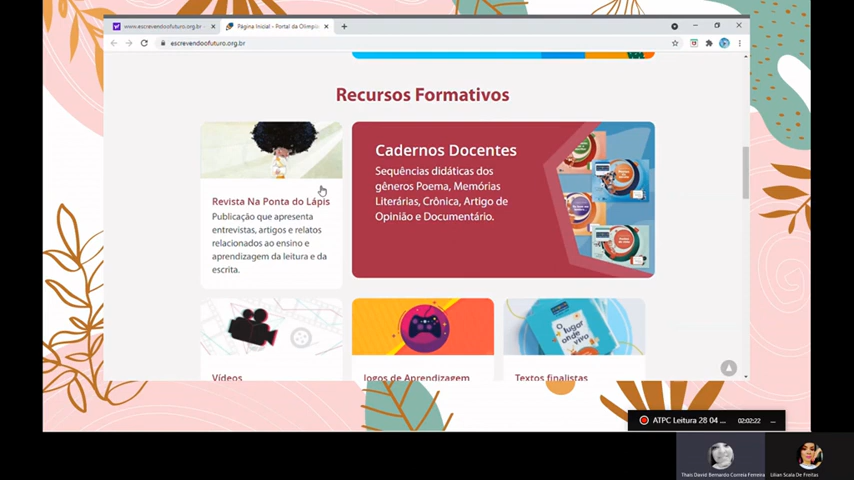 www.escrevendoofuturo.org.br
Página Inicial - Portal da Olimpía
escrevendoofuturo.org.br
Recursos Formativos
Cadernos Docentes
Sequências didáticas dos
gêneros Poema, Memórias
Literárias, Crônica, Artigo de
Opinião e Documentário.
Revista Na Ponta do Lápis
Publicação que apresenta
entrevistas, artigos e relatos
relacionados ao ensino e
aprendizagem da leitura e da
escrita.
O lugar
onde
vivo
Vídeos
Jogos de Aprendizagem
Textos finalistas
ATPC Leitura 28 04 ...
02:02:22
...
Thais David Bernardo Correia Ferreira
Lilian Scala De Freitas